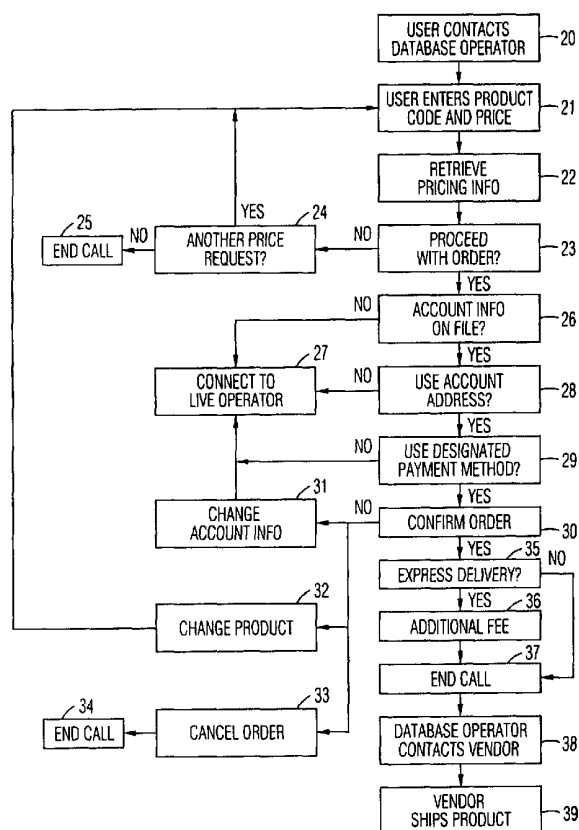 USER CONTACTS
DATABASE OPERATOR
20
USER ENTERS PRODUCT
CODE AND PRICE
21
RETRIEVE
PRICING INFO
22
YES
24
25
NO
NO
END CALL
ANOTHER PRICE
REQUEST?
PROCEED
WITH ORDER?
23
YES
NO
ACCOUNT INFO
ON FILE?
26
27
YES
CONNECT TO
LIVE OPERATOR
NO
USE ACCOUNT
ADDRESS?
28
YES
NO
USE DESIGNATED
PAYMENT METHOD?
29
31
YES
CHANGE
ACCOUNT INFO
NO
CONFIRM ORDER
30
YES
35
NO
EXPRESS DELIVERY?
32
YES
36
CHANGE PRODUCT
ADDITIONAL FEE
37
END CALL
33
34
END CALL
CANCEL ORDER
DATABASE OPERATOR
CONTACTS VENDOR
38
VENDOR
SHIPS PRODUCT
39